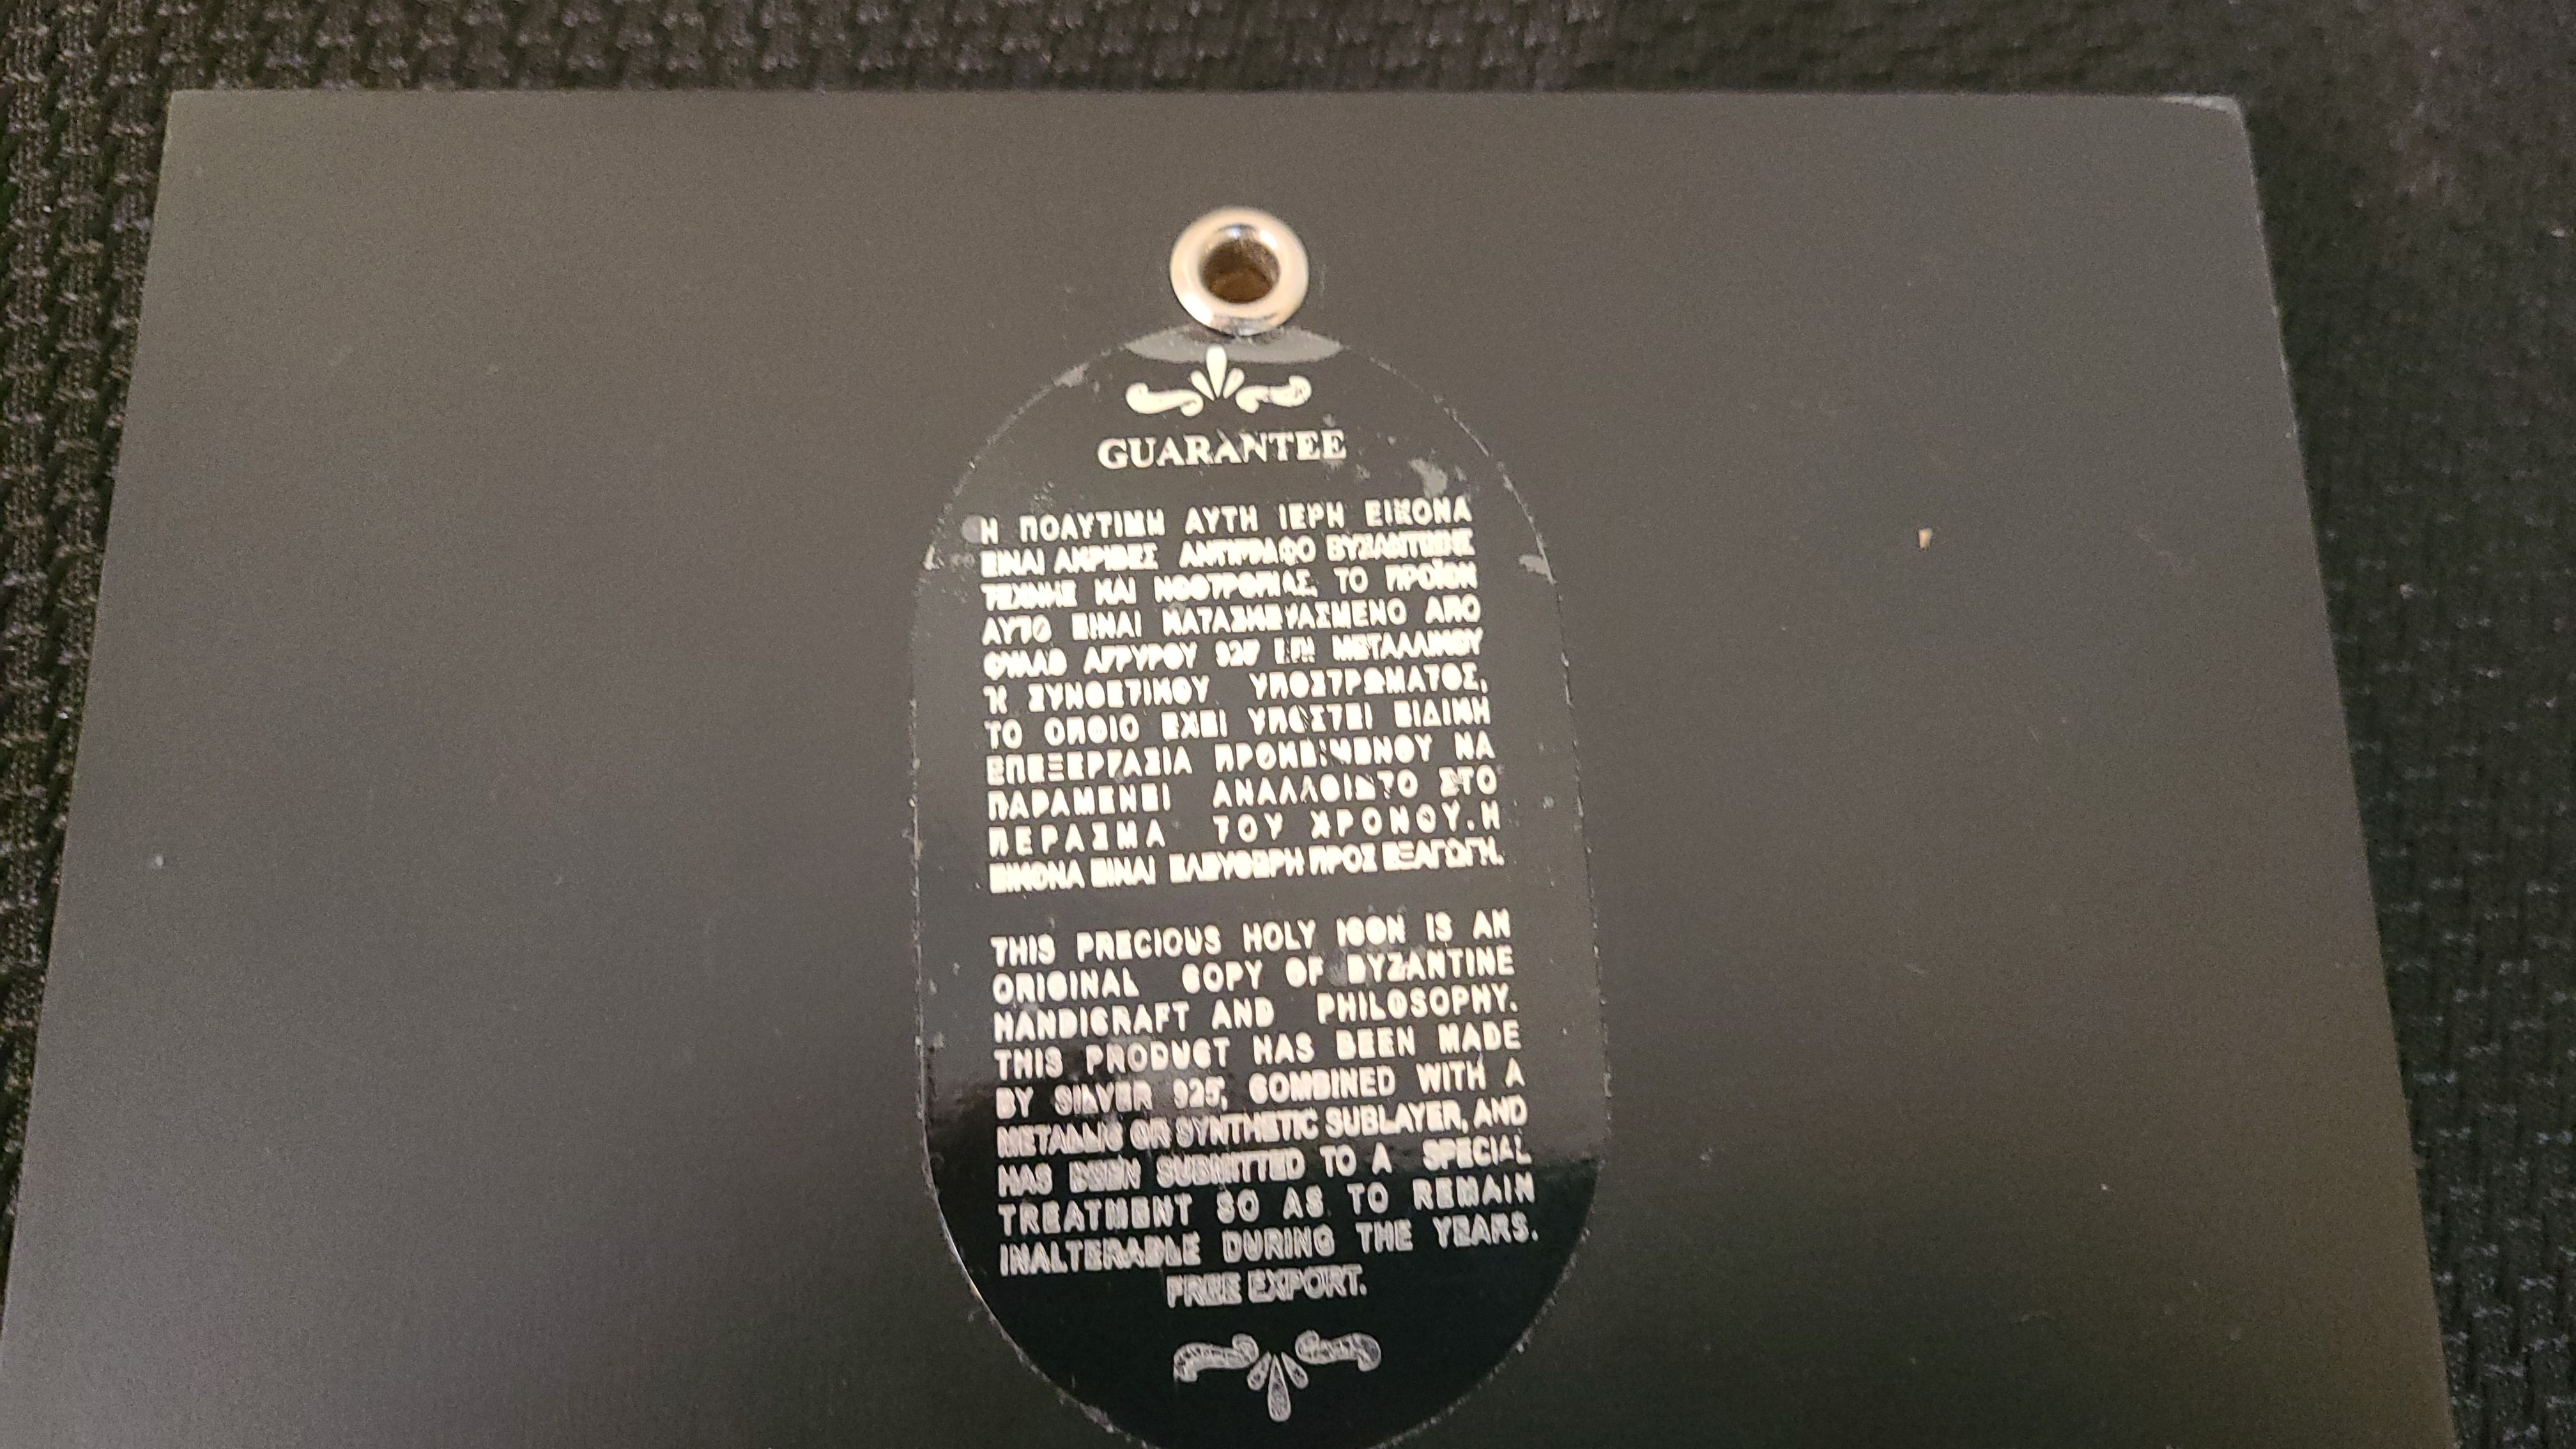 GUARANTEE
Η ΠΟΛΥΤΙΜΗ ΑΥΤΗ ΙΕΡΗ ΕΙΚΟΝΑ
ΕΙΝΑΙ ΑΚΡΙΒΕΣ ΑΝΤΙΓΡΑΦΟ ΒΥΖΑΝΤΙΝΗΣ
ΤΕΧΝΗΣ ΚΑΙ ΝΟΟΤΡΟΠΙΑΣ, ΤΟ ΠΡΟΪΟΝ
ΑΥΤΟ ΕΙΝΑΙ ΚΑΤΑΣΚΕΥΑΣΜΕΝΟ ΑΠΟ
ΦΥΛΛΟ ΑΓΡΥΡΟΥ 925˚ ΕΠΙ ΜΕΤΑΛΛΙΚΟΥ
Ή ΣΥΝΘΕΤΙΚΟΥ ΥΠΟΣΤΡΩΜΑΤΟΣ,
ΤΟ ΟΠΟΙΟ ΕΧΕΙ ΥΠΟΣΤΕΙ ΕΙΔΙΚΗ
ΕΠΕΞΕΡΓΑΣΙΑ ΠΡΟΚΕΙΜΕΝΟΥ ΝΑ
ΠΑΡΑΜΕΝΕΙ ΑΝΑΛΛΟΙΩΤΟ ΣΤΟ
ΠΕΡΑΣΜΑ ΤΟΥ ΧΡΟΝΟΥ. Η
ΕΙΚΟΝΑ ΕΙΝΑΙ ΕΛΕΥΘΕΡΗ ΠΡΟΣ ΕΞΑΓΩΓΗ.
THIS PRECIOUS HOLY ICON IS AN
ORIGINAL COPY OF BYZANTINE
HANDICRAFT AND PHILOSOPHY.
THIS PRODUCT HAS BEEN MADE
BY SILVER 925˚, COMBINED WITH A
METALLIC OR SYNTHETIC SUBLAYER, AND
HAS BEEN SUBMITTED TO A SPECIAL
TREATMENT SO AS TO REMAIN
INALTERABLE DURING THE YEARS.
FREE EXPORT.